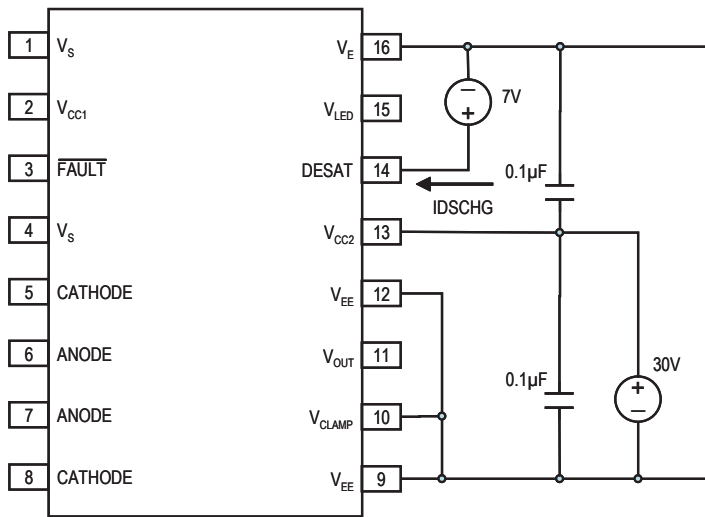 1 V_S
2 V_CC1
3 FAULT
4 V_S
5 CATHODE
6 ANODE
7 ANODE
8 CATHODE
V_E 16
V_LED 15
DESAT 14
V_CC2 13
V_EE 12
V_OUT 11
V_CLAMP 10
V_EE 9
−
+
7V
IDSCHG
0.1µF
0.1µF
30V
+
−